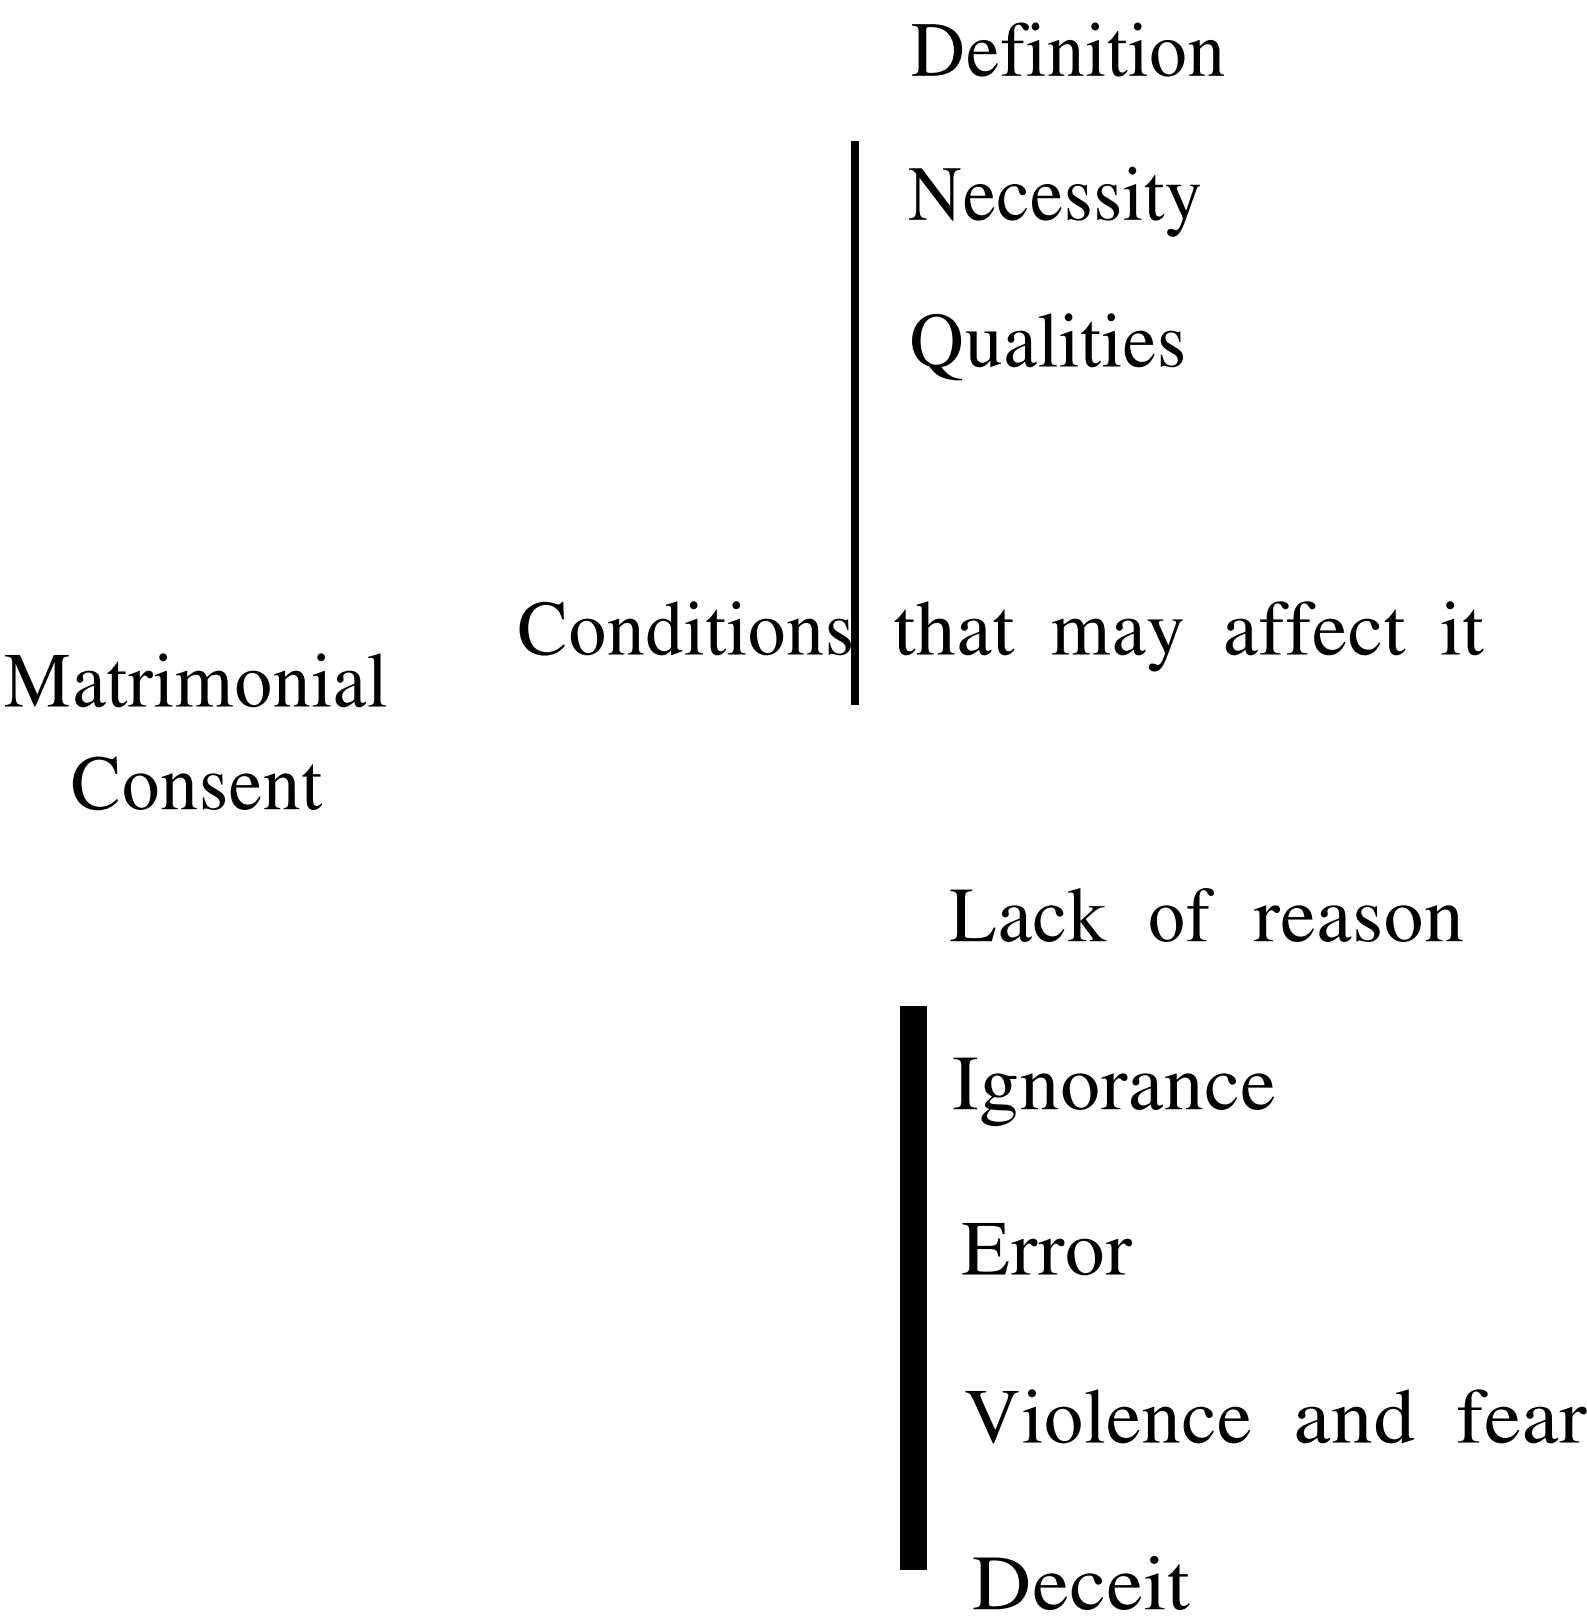 Definition
Necessity
Qualities
Conditions that may affect it
Matrimonial
Consent
Lack of reason
Ignorance
Error
Violence and fear
Deceit